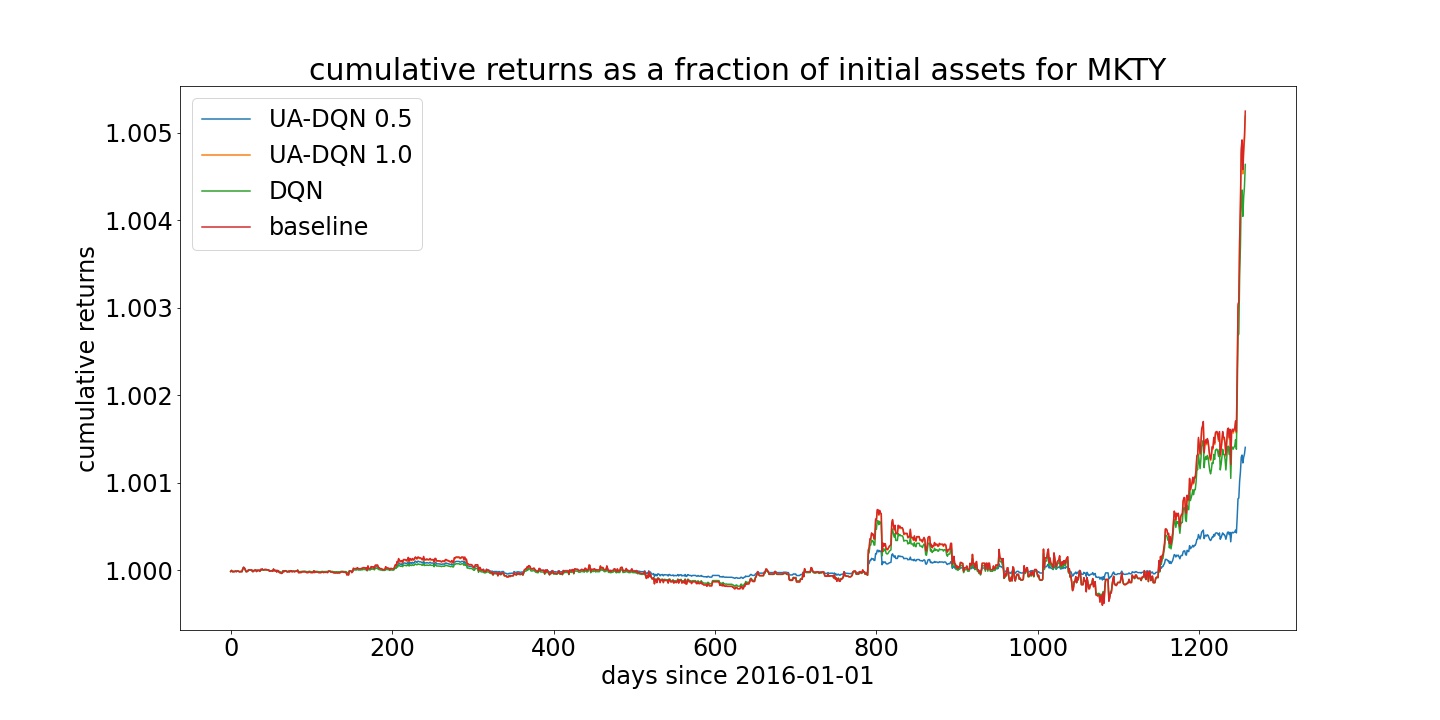 cumulative returns as a fraction of initial assets for MKTY
UA-DQN 0.5
UA-DQN 1.0
DQN
baseline
cumulative returns
1.005
1.004
1.003
1.002
1.001
1.000
0 200 400 600 800 1000 1200
days since 2016-01-01